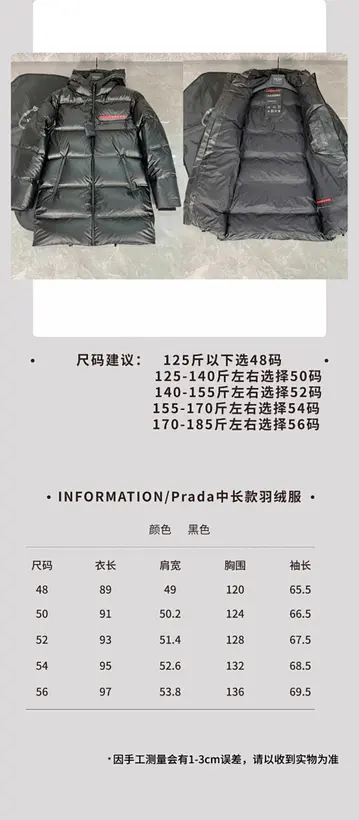 • 尺码建议： 125斤以下选48码 •
125-140斤左右选择50码
140-155斤左右选择52码
155-170斤左右选择54码
170-185斤左右选择56码
• INFORMATION/Prada中长款羽绒服 •
颜色 黑色
尺码 衣长 肩宽 胸围 袖长
48 89 49 120 65.5
50 91 50.2 124 66.5
52 93 51.4 128 67.5
54 95 52.6 132 68.5
56 97 53.8 136 69.5
•因手工测量会有1-3cm误差，请以收到实物为准